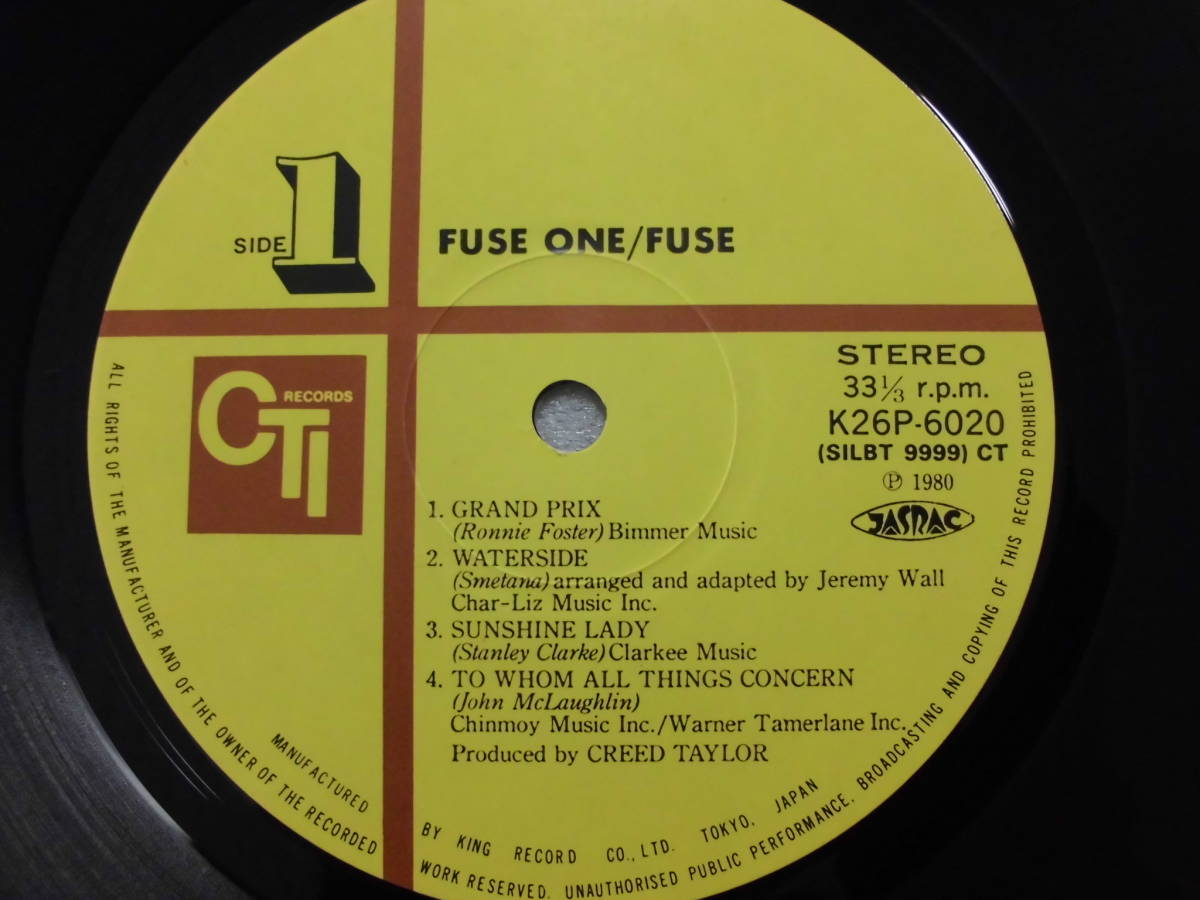 SIDE 1
FUSE ONE/FUSE
CTI RECORDS
STEREO
33⅓ r.p.m.
K26P-6020
(SILBT 9999) CT
Ⓟ 1980
JASRAC
1. GRAND PRIX
(Ronnie Foster) Bimmer Music
2. WATERSIDE
(Smetana) arranged and adapted by Jeremy Wall
Char-Liz Music Inc.
3. SUNSHINE LADY
(Stanley Clarke) Clarkee Music
4. TO WHOM ALL THINGS CONCERN
(John McLaughlin)
Chinmoy Music Inc./Warner Tamerlane Inc.
Produced by CREED TAYLOR
MANUFACTURED BY KING RECORD CO., LTD. TOKYO, JAPAN
ALL RIGHTS OF THE MANUFACTURER AND OF THE OWNER OF THE RECORDED WORK RESERVED. UNAUTHORISED PUBLIC PERFORMANCE, BROADCASTING AND COPYING OF THIS RECORD PROHIBITED